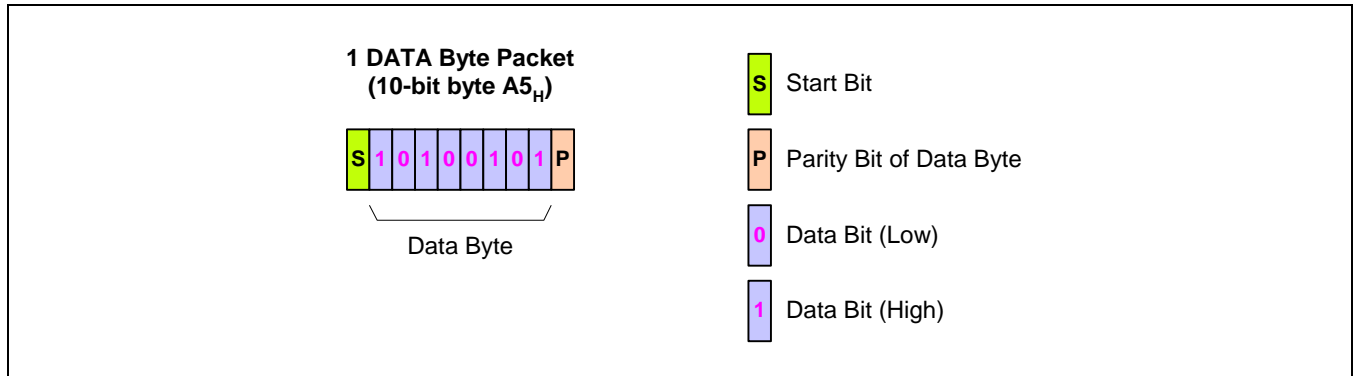 1 DATA Byte Packet
(10-bit byte A5H)
S 1 0 1 0 0 1 0 1 P
Data Byte
S Start Bit
P Parity Bit of Data Byte
0 Data Bit (Low)
1 Data Bit (High)